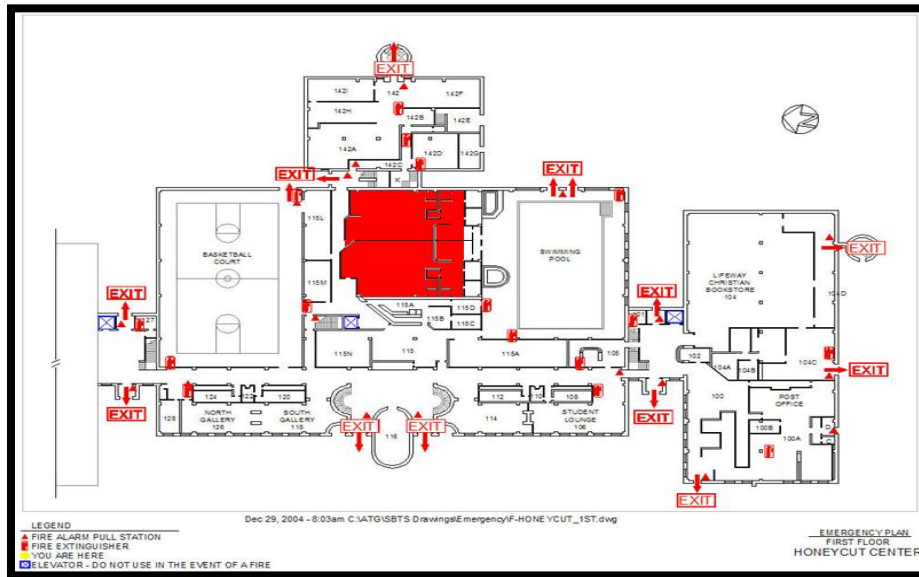 EXIT
142I
142
142F
142H
142B
142E
142A
142D
142G
142C
EXIT
K
EXIT
115L
BASKETBALL
COURT
SWIMMING
POOL
LIFEWAY
CHRISTIAN
BOOKSTORE
104
EXIT
115M
104D
EXIT
EXIT
115A
115D
115B
115C
127
101
115N
115
115A
105
102
104A
104B
104C
EXIT
EXIT
124
122
120
112
110
108
EXIT
100
POST
OFFICE
128
NORTH
GALLERY
126
SOUTH
GALLERY
118
EXIT
116
EXIT
114
STUDENT
LOUNGE
106
100B
100A
D
C
EXIT
Dec 29, 2004 - 8:03am C:\ATG\SBTS Drawings\Emergency\F-HONEYCUT_1ST.dwg
LEGEND
FIRE ALARM PULL STATION
FIRE EXTINGUISHER
YOU ARE HERE
ELEVATOR - DO NOT USE IN THE EVENT OF A FIRE
EMERGENCY PLAN
FIRST FLOOR
HONEYCUT CENTER